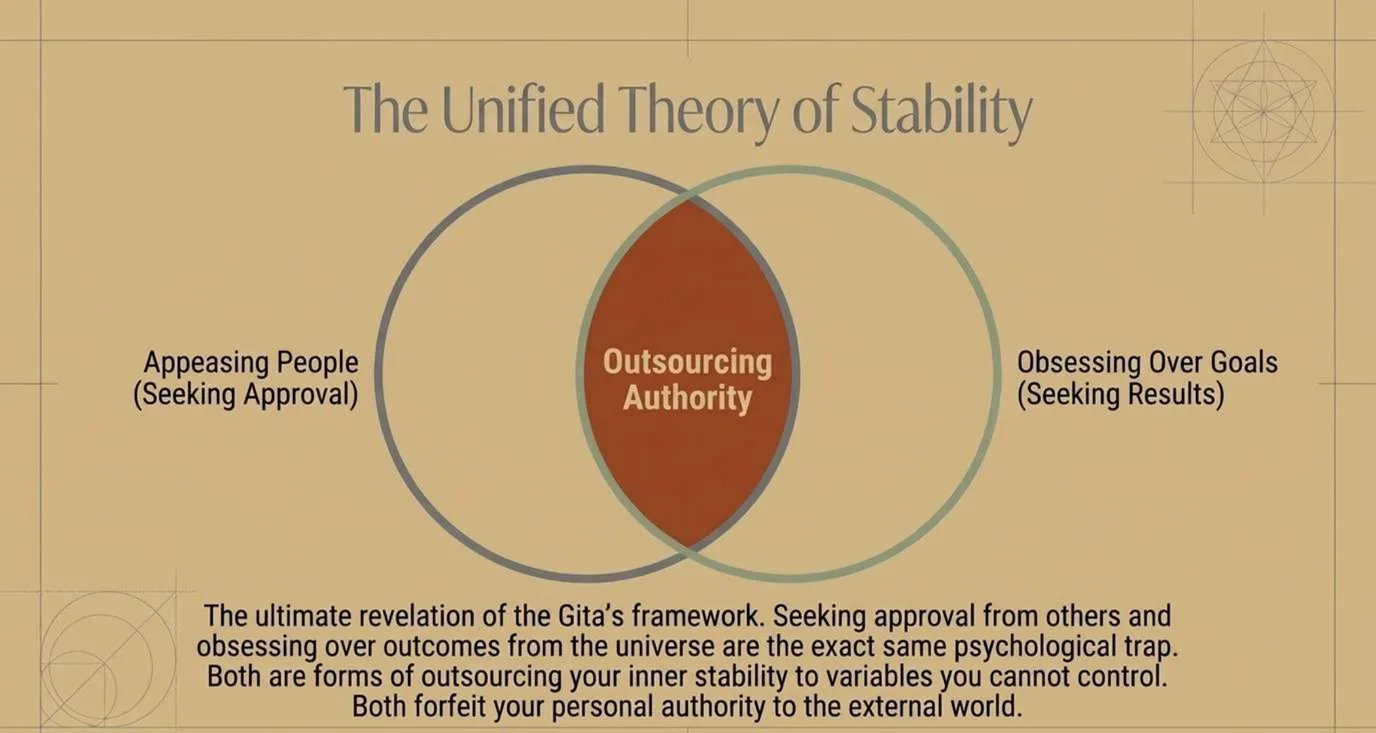 The Unified Theory of Stability
Appeasing People
(Seeking Approval)
Outsourcing
Authority
Obsessing Over Goals
(Seeking Results)
The ultimate revelation of the Gita’s framework. Seeking approval from others and
obsessing over outcomes from the universe are the exact same psychological trap.
Both are forms of outsourcing your inner stability to variables you cannot control.
Both forfeit your personal authority to the external world.